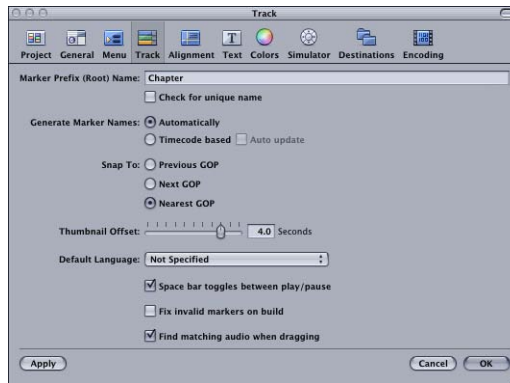 Track
Project General Menu Track Alignment Text Colors Simulator Destinations Encoding
Marker Prefix (Root) Name: Chapter
Check for unique name
Generate Marker Names: Automatically
Timecode based Auto update
Snap To: Previous GOP
Next GOP
Nearest GOP
Thumbnail Offset: 4.0 Seconds
Default Language: Not Specified
Space bar toggles between play/pause
Fix invalid markers on build
Find matching audio when dragging
Apply Cancel OK